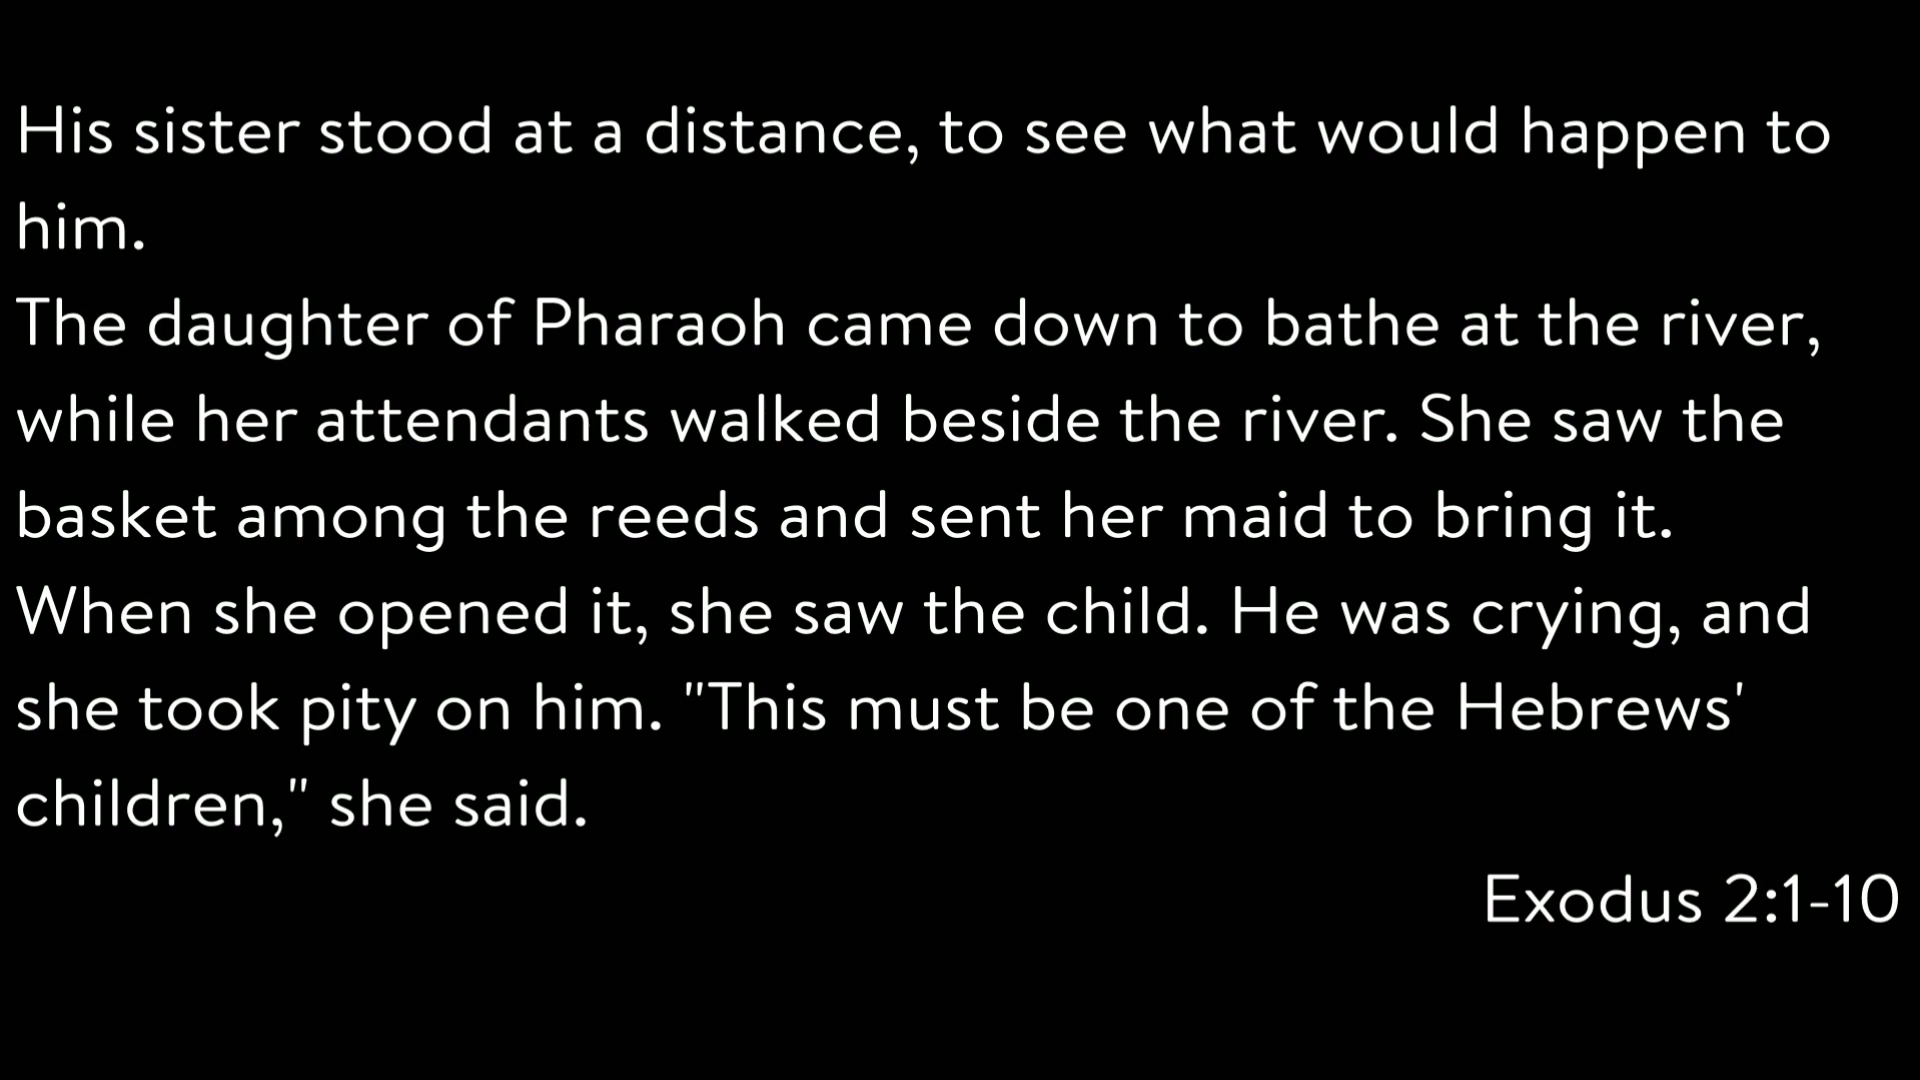 His sister stood at a distance, to see what would happen to
him.
The daughter of Pharaoh came down to bathe at the river,
while her attendants walked beside the river. She saw the
basket among the reeds and sent her maid to bring it.
When she opened it, she saw the child. He was crying, and
she took pity on him. "This must be one of the Hebrews'
children," she said.
Exodus 2:1-10